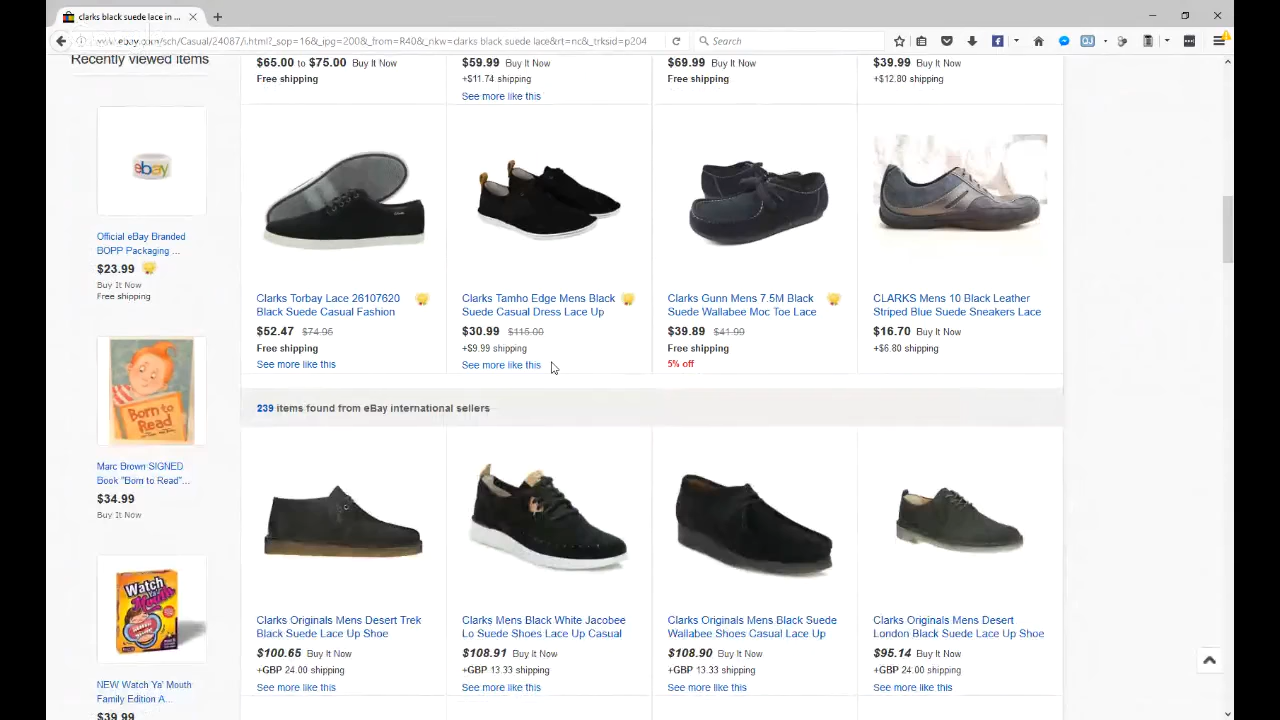 clarks black suede lace in ...
www.ebay.com/sch/Casual/24087/i.html?_sop=16&_ipg=200&_from=R40&_nkw=clarks black suede lace&rt=nc&_trksid=p204
Search
Recently viewed items
Official eBay Branded
BOPP Packaging ...
$23.99
Buy It Now
Free shipping
Born to
Read
Marc Brown SIGNED
Book "Born to Read"...
$34.99
Buy It Now
Watch
Ya'
Mouth
NEW Watch Ya' Mouth
Family Edition A...
$39.99
$65.00 to $75.00 Buy It Now
Free shipping
$59.99 Buy It Now
+$11.74 shipping
See more like this
$69.99 Buy It Now
Free shipping
$39.99 Buy It Now
+$12.80 shipping
ebay
Clarks Torbay Lace 26107620
Black Suede Casual Fashion
$52.47 $74.96
Free shipping
See more like this
Clarks Tamho Edge Mens Black
Suede Casual Dress Lace Up
$30.99 $115.00
+$9.99 shipping
See more like this
Clarks Gunn Mens 7.5M Black
Suede Wallabee Moc Toe Lace
$39.89 $41.99
Free shipping
5% off
CLARKS Mens 10 Black Leather
Striped Blue Suede Sneakers Lace
$16.70 Buy It Now
+$6.80 shipping
239 items found from eBay international sellers
Clarks Originals Mens Desert Trek
Black Suede Lace Up Shoe
$100.65 Buy It Now
+GBP 24.00 shipping
See more like this
Clarks Mens Black White Jacobee
Lo Suede Shoes Lace Up Casual
$108.91 Buy It Now
+GBP 13.33 shipping
See more like this
Clarks Originals Mens Black Suede
Wallabee Shoes Casual Lace Up
$108.90 Buy It Now
+GBP 13.33 shipping
See more like this
Clarks Originals Mens Desert
London Black Suede Lace Up Shoe
$95.14 Buy It Now
+GBP 24.00 shipping
See more like this